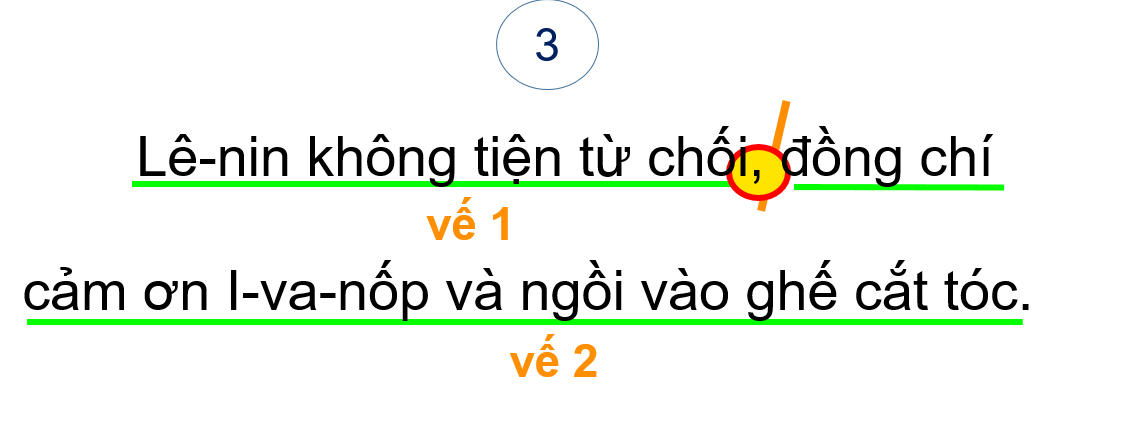 3
Lê-nin không tiện từ chối, đồng chí
vế 1
cảm ơn I-va-nốp và ngồi vào ghế cắt tóc.
vế 2